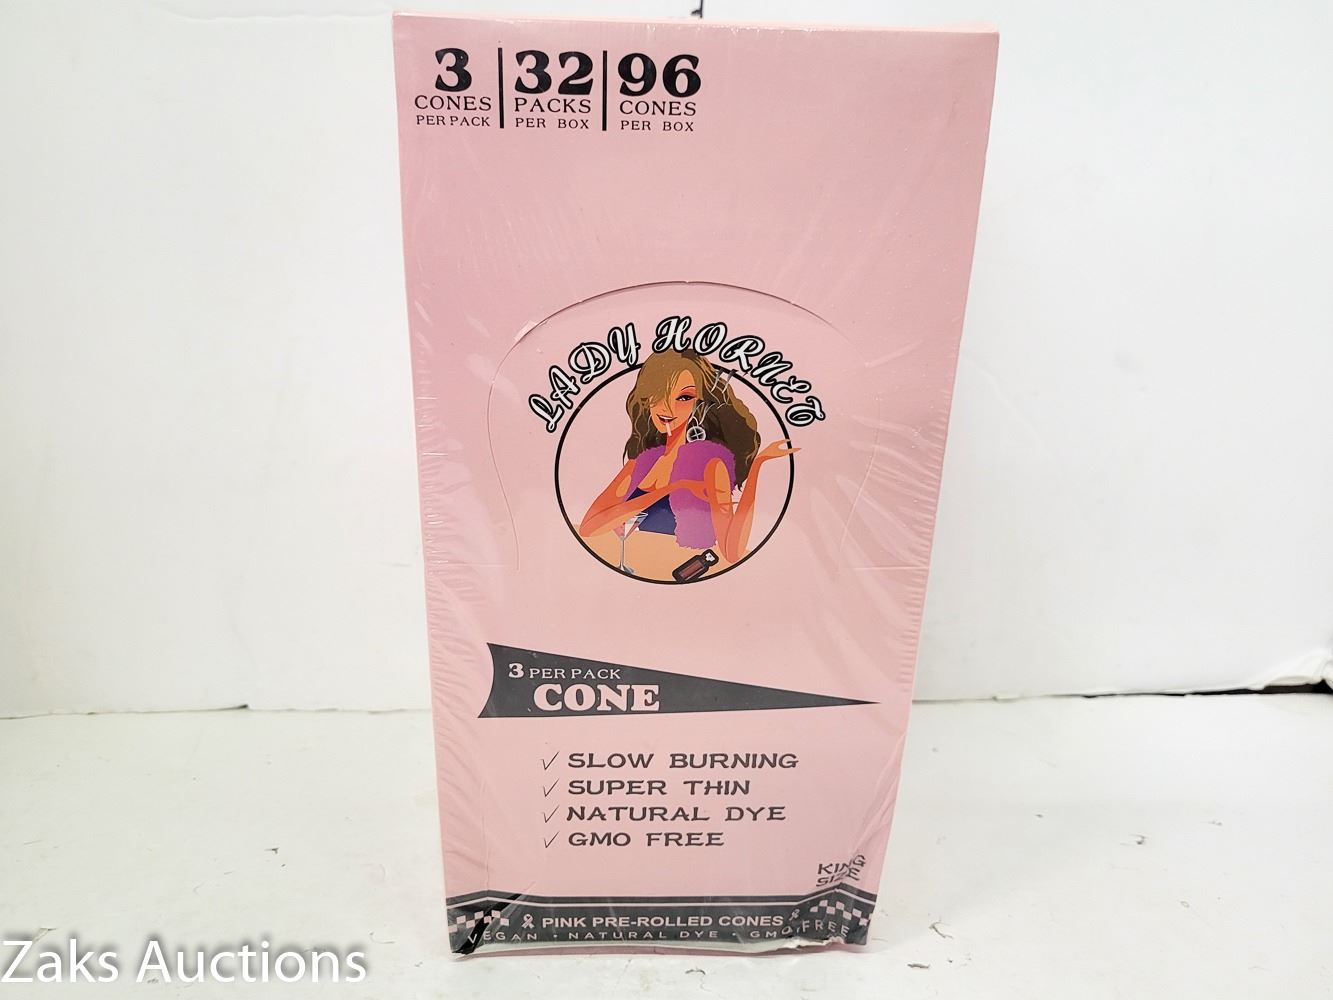 3 32 96
CONES PACKS CONES
PER PACK PER BOX PER BOX
LADY HORNET
3 PER PACK
CONE
✓ SLOW BURNING
✓ SUPER THIN
✓ NATURAL DYE
✓ GMO FREE
KING
SIZE
PINK PRE-ROLLED CONES
VEGAN · NATURAL DYE · GMO FREE
Zaks Auctions